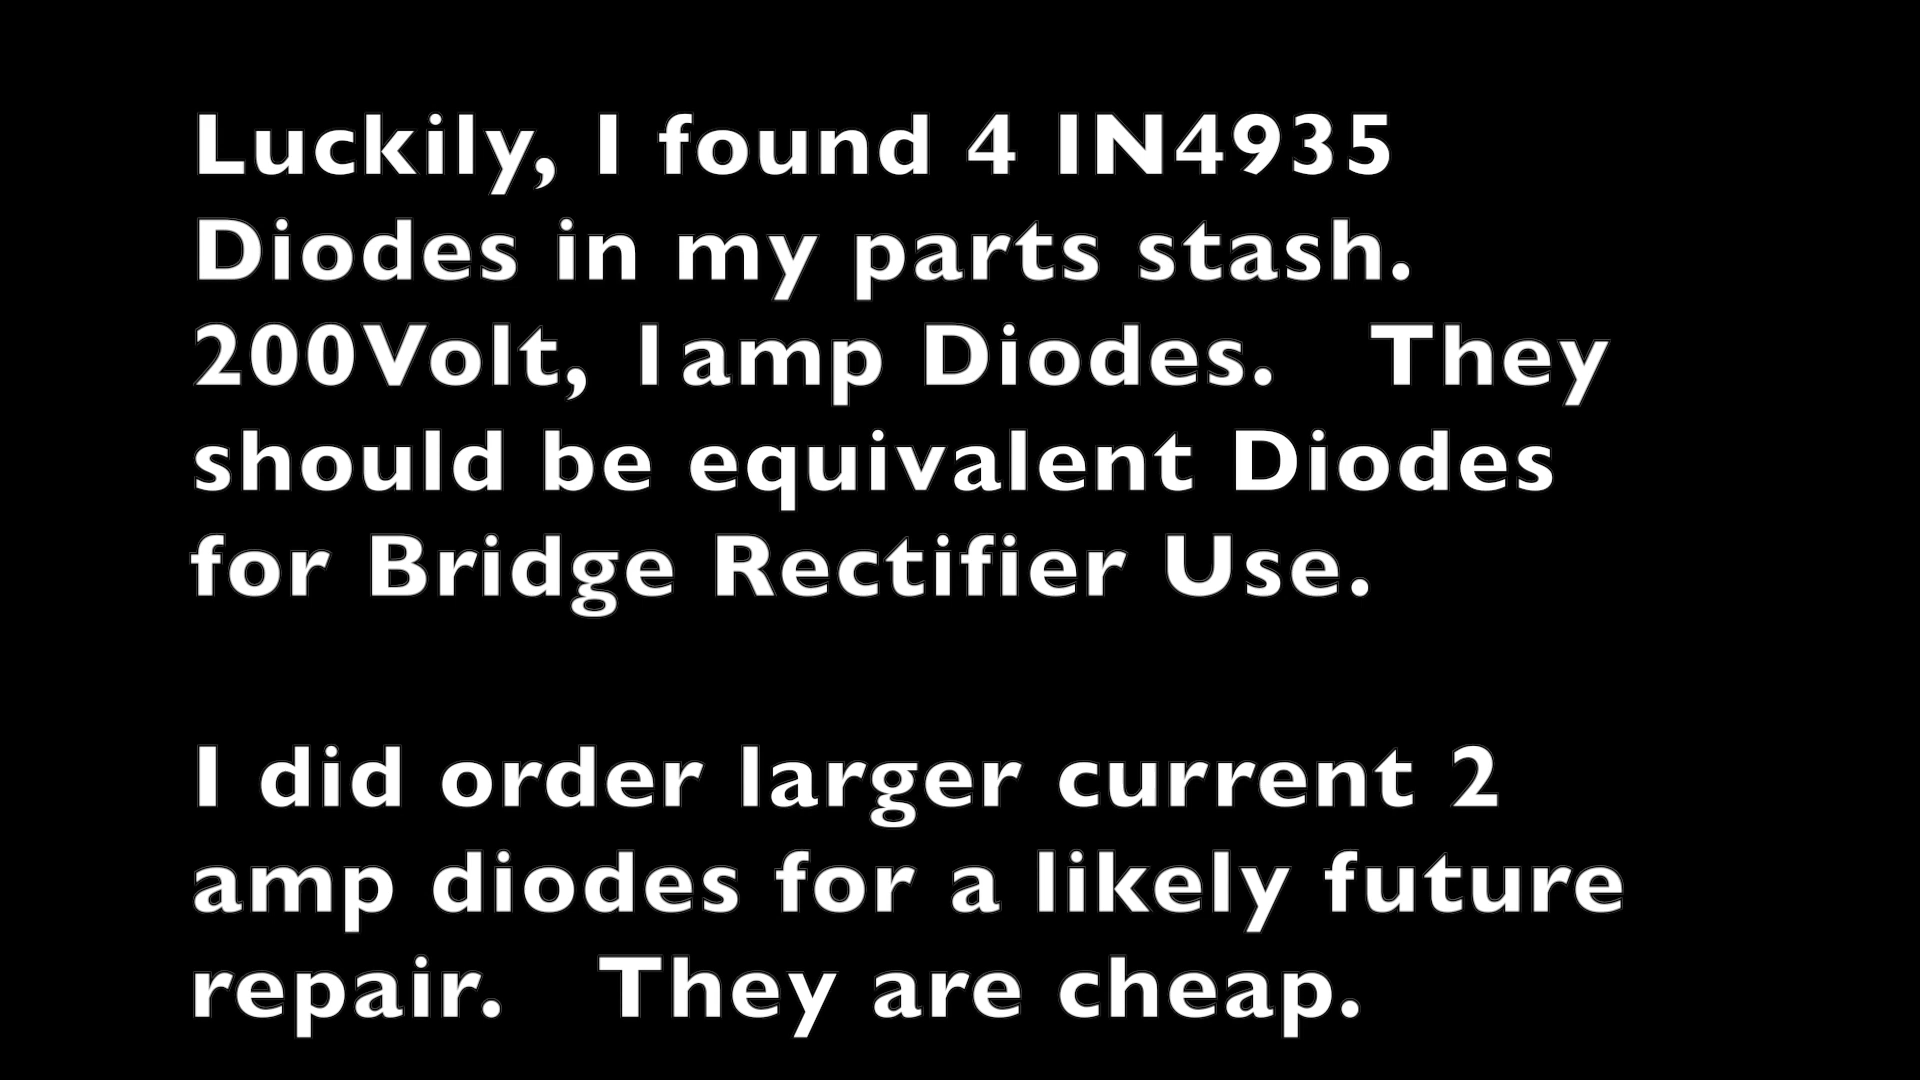 Luckily, I found 4 IN4935
Diodes in my parts stash.
200Volt, 1amp Diodes.   They
should be equivalent Diodes
for Bridge Rectifier Use.
I did order larger current 2
amp diodes for a likely future
repair.   They are cheap.